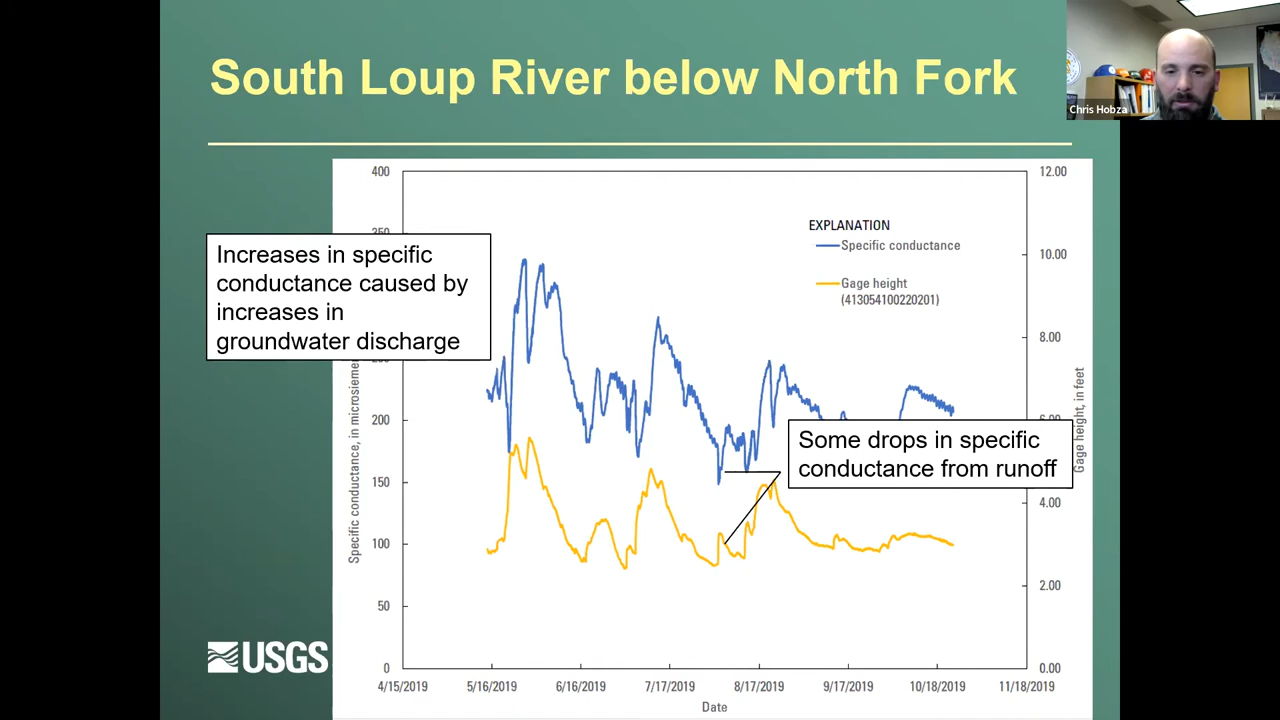 South Loup River below North Fork
Chris Hobza
400
350
200
150
100
50
0
12.00
10.00
8.00
6.00
4.00
2.00
0.00
Increases in specific
conductance caused by
increases in
groundwater discharge
EXPLANATION
Specific conductance
Gage height
(413054100220201)
Some drops in specific
conductance from runoff
Specific conductance, in
Gage height, in feet
4/15/2019
5/16/2019
6/16/2019
7/17/2019
8/17/2019
9/17/2019
10/18/2019
11/18/2019
Date
USGS